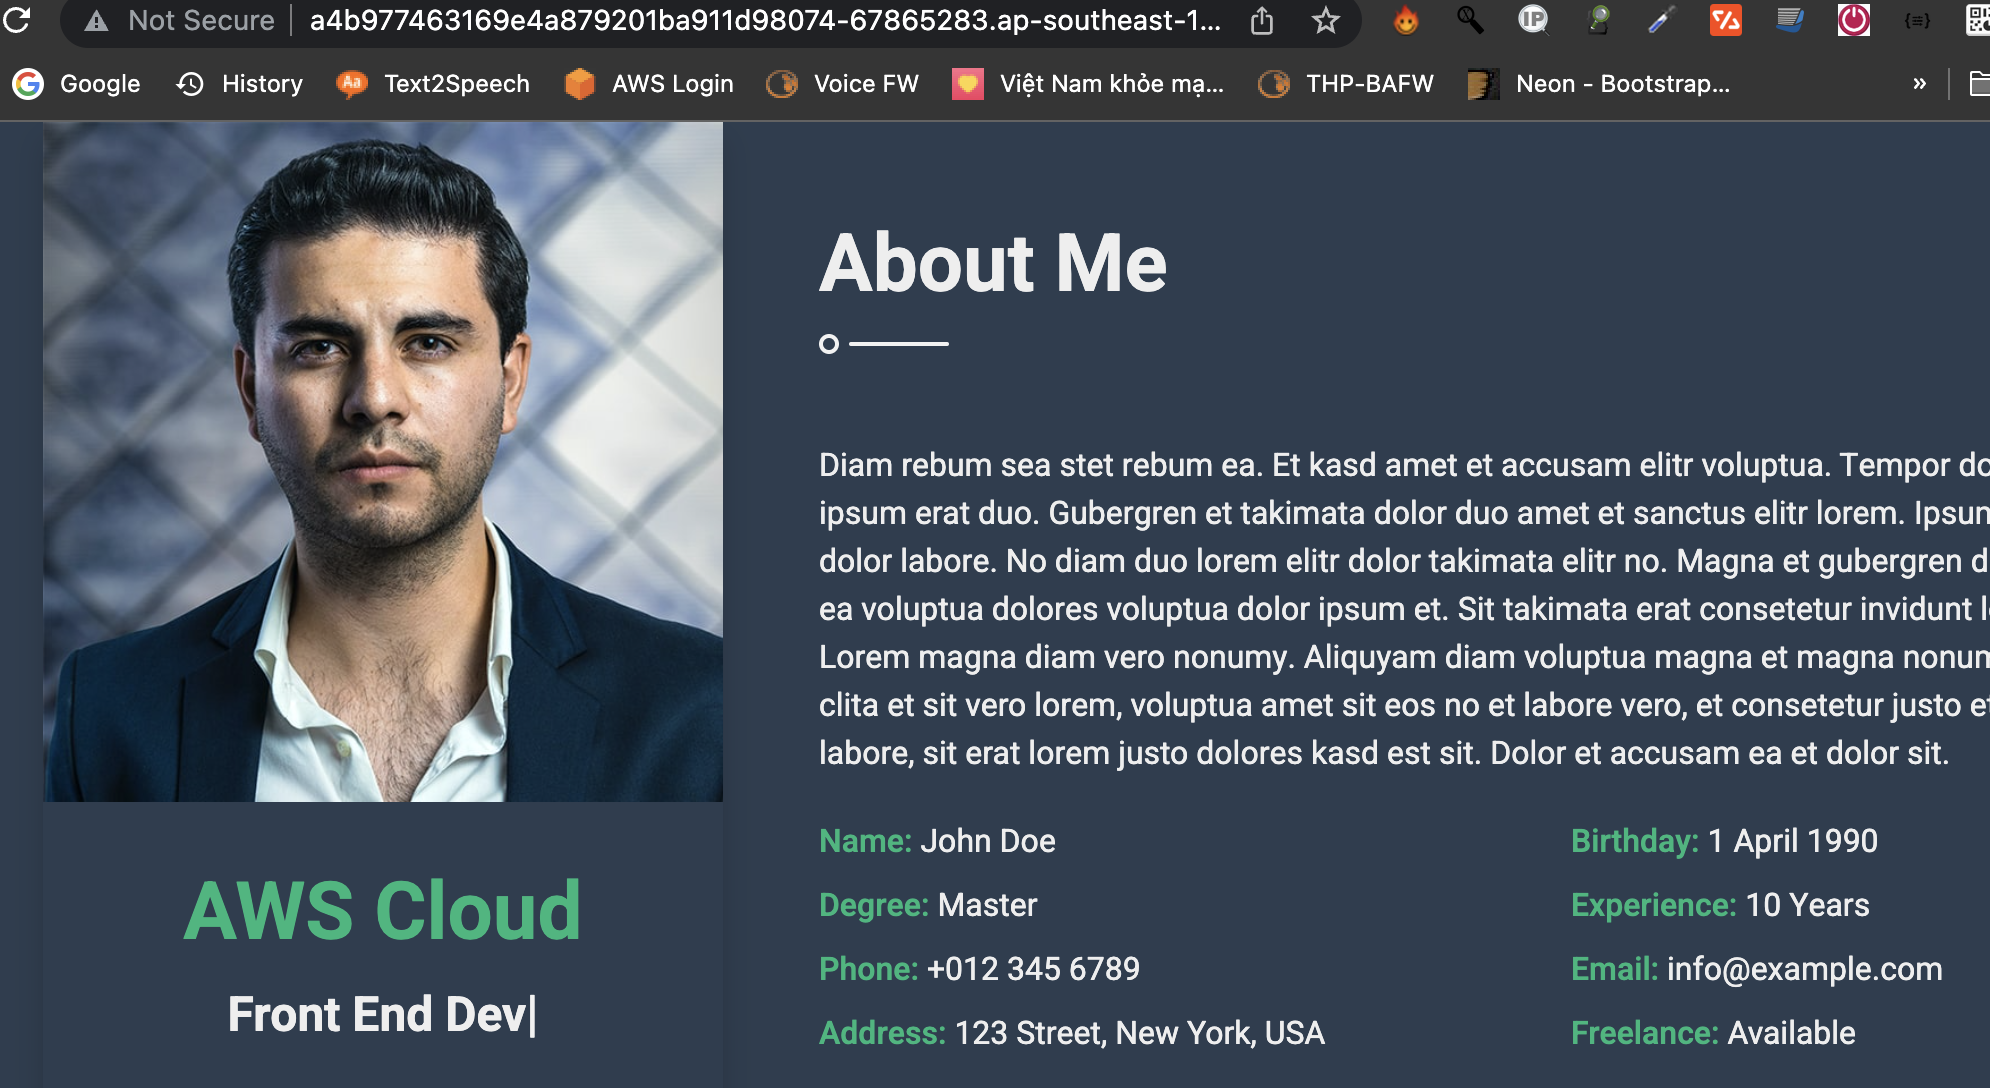 Not Secure a4b977463169e4a879201ba911d98074-67865283.ap-southeast-1...
IP
Google History Aa Text2Speech AWS Login Voice FW Việt Nam khỏe mạ... THP-BAFW Neon - Bootstrap... »
About Me
Diam rebum sea stet rebum ea. Et kasd amet et accusam elitr voluptua. Tempor do
ipsum erat duo. Gubergren et takimata dolor duo amet et sanctus elitr lorem. Ipsum
dolor labore. No diam duo lorem elitr dolor takimata elitr no. Magna et gubergren d
ea voluptua dolores voluptua dolor ipsum et. Sit takimata erat consetetur invidunt l
Lorem magna diam vero nonumy. Aliquyam diam voluptua magna et magna nonum
clita et sit vero lorem, voluptua amet sit eos no et labore vero, et consetetur justo et
labore, sit erat lorem justo dolores kasd est sit. Dolor et accusam ea et dolor sit.
Name: John Doe Birthday: 1 April 1990
Degree: Master Experience: 10 Years
Phone: +012 345 6789 Email: info@example.com
Address: 123 Street, New York, USA Freelance: Available
AWS Cloud
Front End Dev|